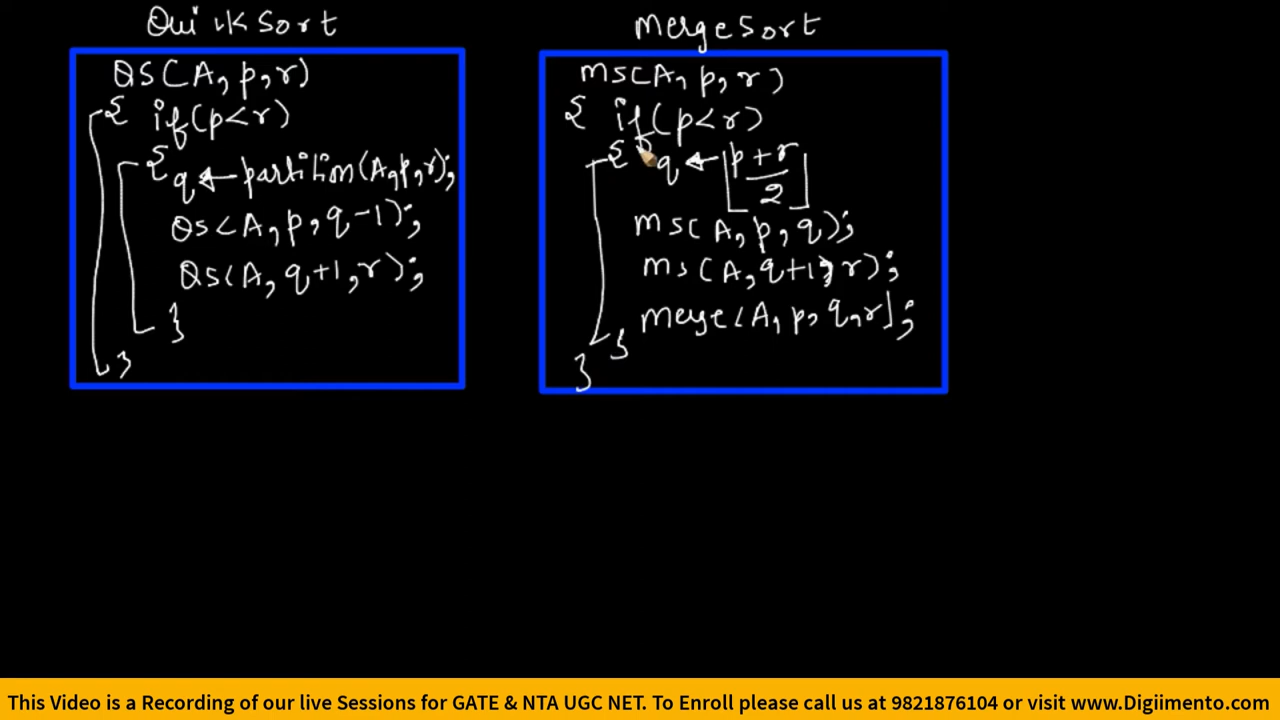 QuickSort
QS(A, p, r)
{ if(p<r)
{
q ← partition(A,p,r);
QS(A, p, q-1);
QS(A, q+1, r);
}
}
MergeSort
MS(A, p, r)
{ if(p<r)
{ q ← ⌊p+r/2⌋
MS(A, p, q);
MS(A, q+1, r);
merge(A, p, q, r);
}
}
This Video is a Recording of our live Sessions for GATE & NTA UGC NET. To Enroll please call us at 9821876104 or visit www.Digiimento.com